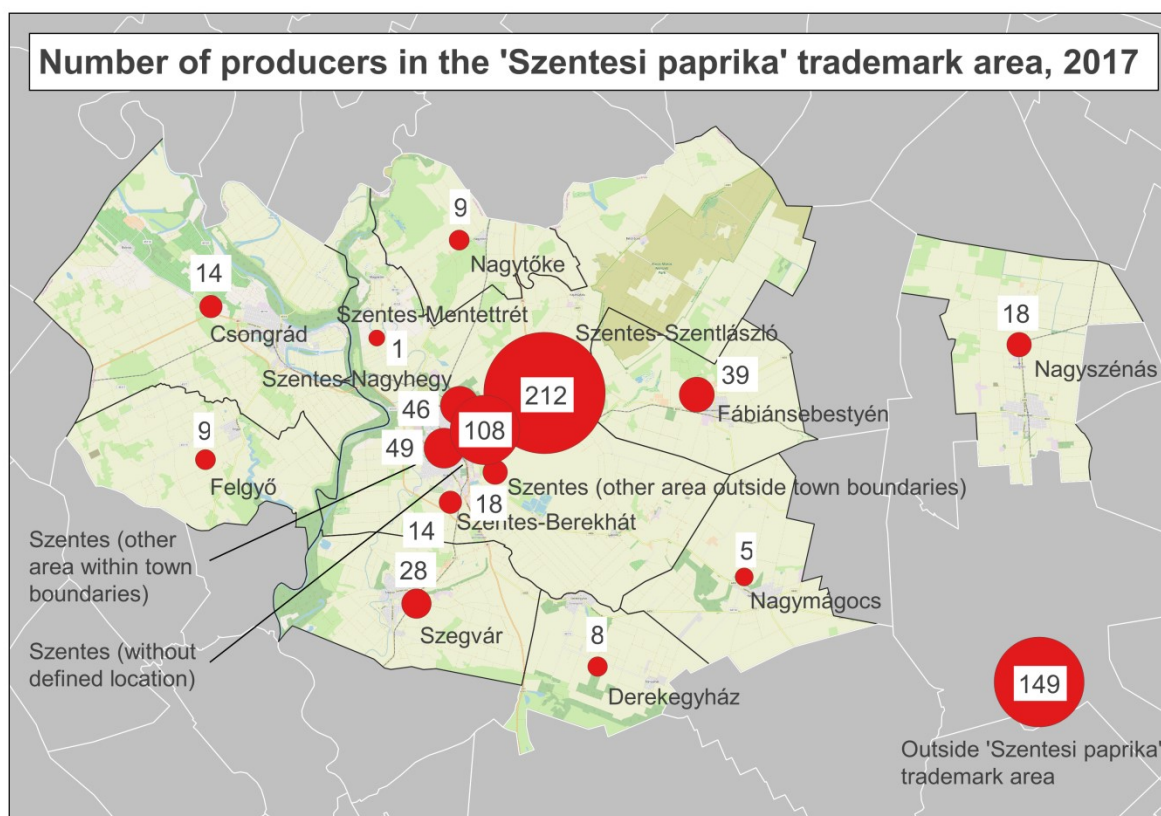 Number of producers in the 'Szentesi paprika' trademark area, 2017
9
Nagytőke
14
Csongrád
Szentes-Mentettrét
1
Szentes-Szentlászló
212
18
Nagyszénás
39
Fábiánsebestyén
Szentes-Nagyhegy
46
108
49
9
Felgyő
18
Szentes (other area outside town boundaries)
Szentes-Berekhát
14
Szentes (other
area within town
boundaries)
28
Szegvár
5
Nagymágocs
Szentes (without
defined location)
8
Derekegyház
149
Outside 'Szentesi paprika'
trademark area